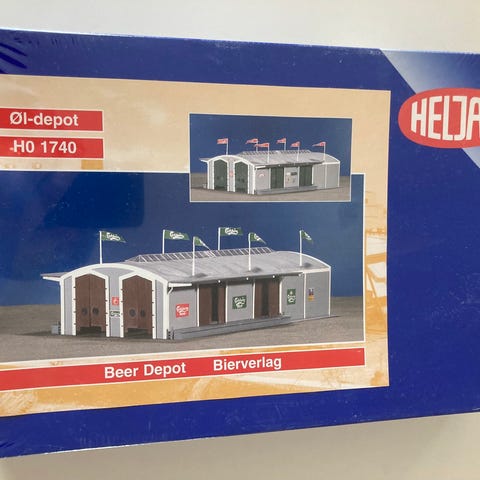 Øl-depot
H0 1740
HELJA
Beer Depot Bierverlag